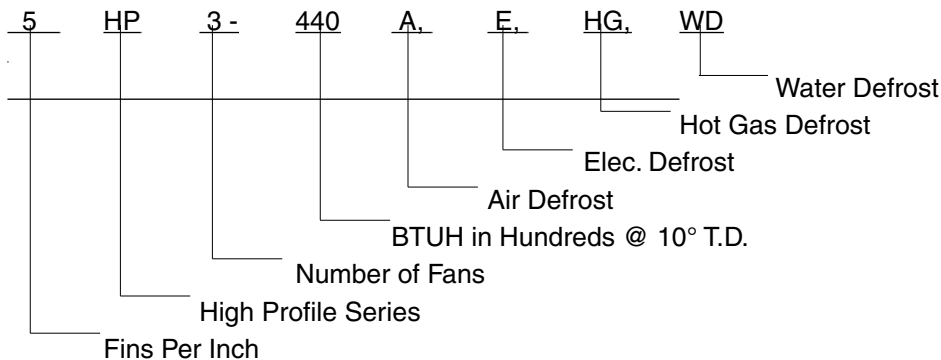 5 HP 3 - 440 A, E, HG, WD
Water Defrost
Hot Gas Defrost
Elec. Defrost
Air Defrost
BTUH in Hundreds @ 10° T.D.
Number of Fans
High Profile Series
Fins Per Inch